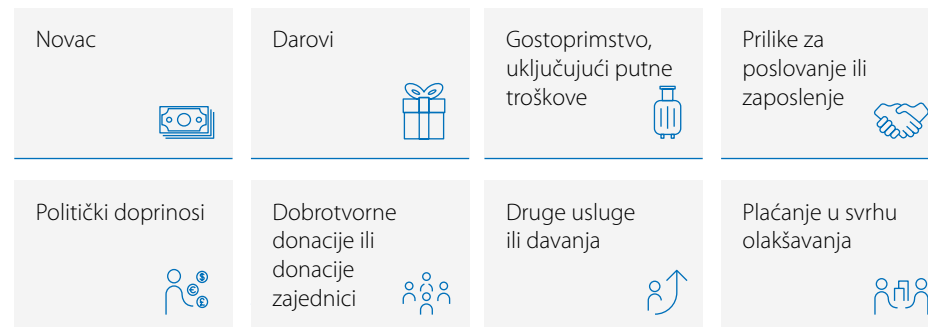 Novac
Darovi
Gostoprimstvo,
uključujući putne
troškove
Prilike za
poslovanje ili
zaposlenje
Politički doprinosi
$
€
£
Dobrotvorne
donacije ili
donacije
zajednici
Druge usluge
ili davanja
Plaćanje u svrhu
olakšavanja